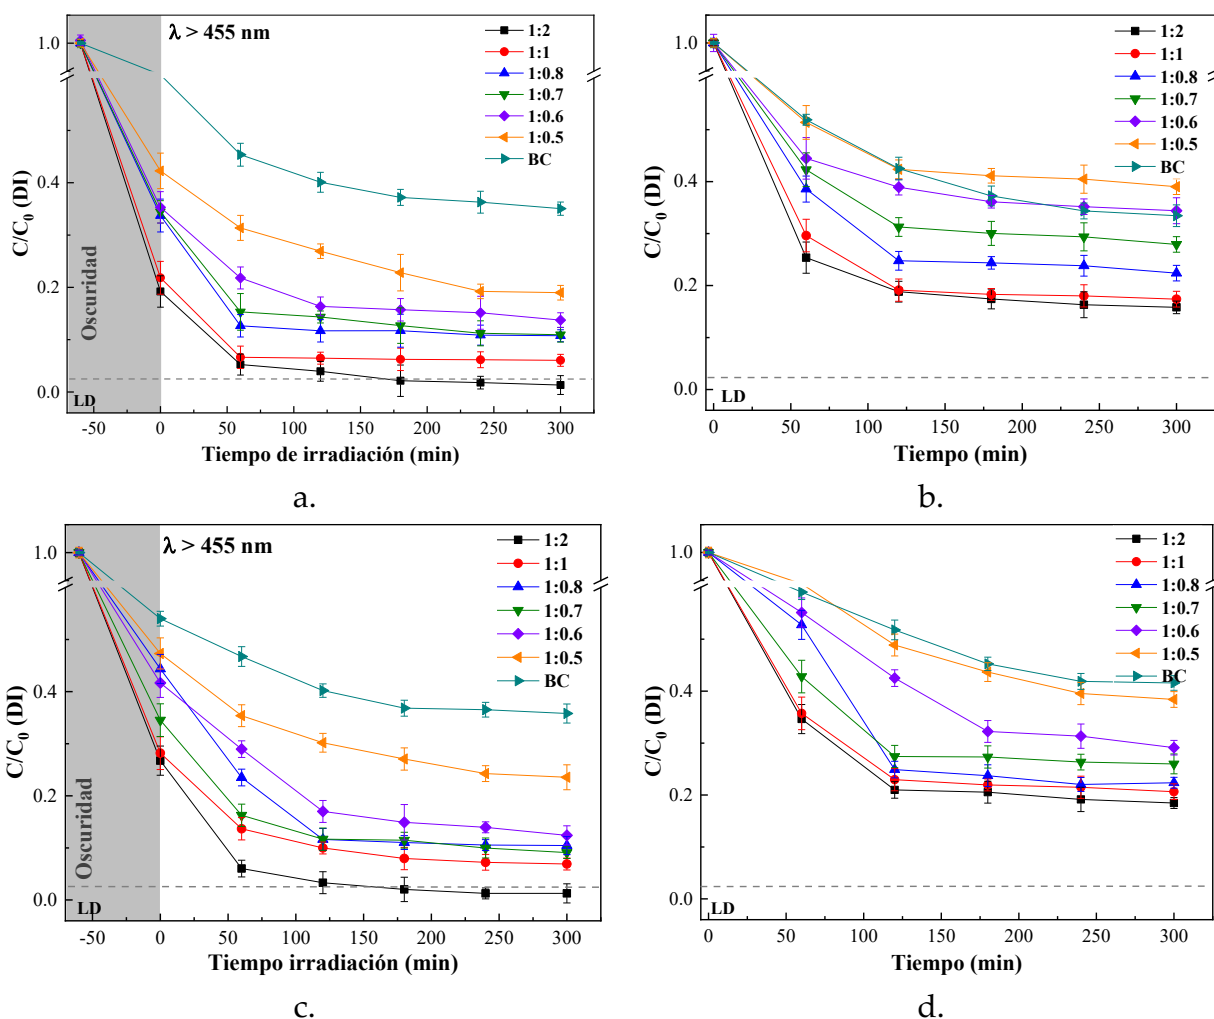 λ > 455 nm
1:2
1:1
1:0.8
1:0.7
1:0.6
1:0.5
BC
C/C0 (DI)
1.0
0.4
0.2
0.0
Oscuridad
LD
-50 0 50 100 150 200 250 300
Tiempo de irradiación (min)
a.
1:2
1:1
1:0.8
1:0.7
1:0.6
1:0.5
BC
C/C0 (DI)
1.0
0.4
0.2
0.0
LD
0 50 100 150 200 250 300
Tiempo (min)
b.
λ > 455 nm
1:2
1:1
1:0.8
1:0.7
1:0.6
1:0.5
BC
C/C0 (DI)
1.0
0.4
0.2
0.0
Oscuridad
LD
-50 0 50 100 150 200 250 300
Tiempo irradiación (min)
c.
1:2
1:1
1:0.8
1:0.7
1:0.6
1:0.5
BC
C/C0 (DI)
1.0
0.4
0.2
0.0
LD
0 50 100 150 200 250 300
Tiempo (min)
d.